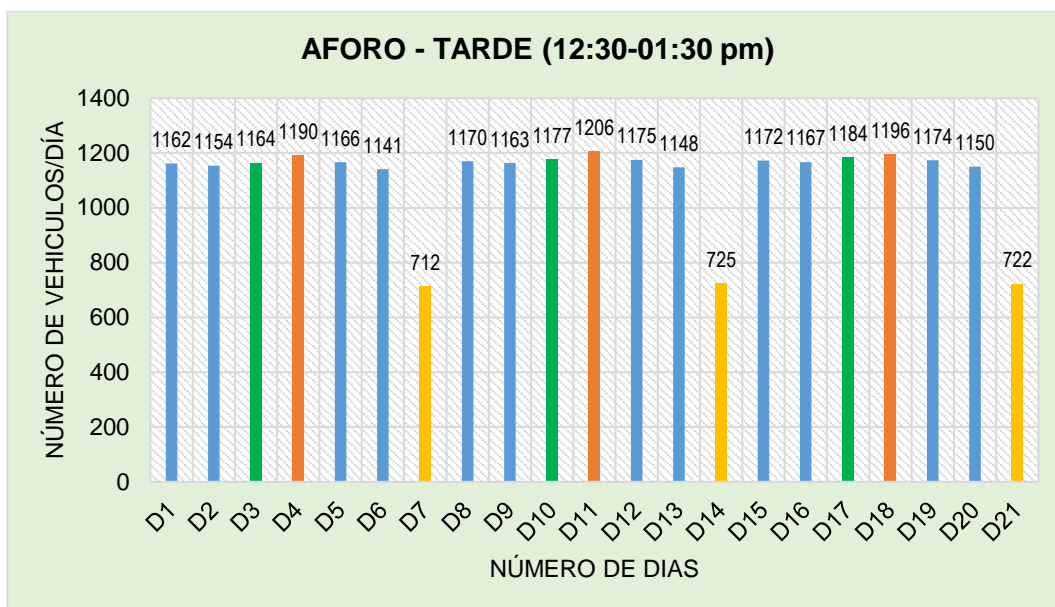 AFORO - TARDE (12:30-01:30 pm)
NÚMERO DE VEHICULOS/DÍA
1400
1200
1000
800
600
400
200
0
1162 1154 1164 1190 1166 1141 712 1170 1163 1177 1206 1175 1148 725 1172 1167 1184 1196 1174 1150 722
D1 D2 D3 D4 D5 D6 D7 D8 D9 D10 D11 D12 D13 D14 D15 D16 D17 D18 D19 D20 D21
NÚMERO DE DIAS